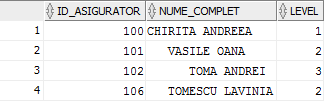 ID_ASIGURATOR NUME_COMPLET LEVEL
1 100 CHIRITA ANDREEA 1
2 101 VASILE OANA 2
3 102 TOMA ANDREI 3
4 106 TOMESCU LAVINIA 2